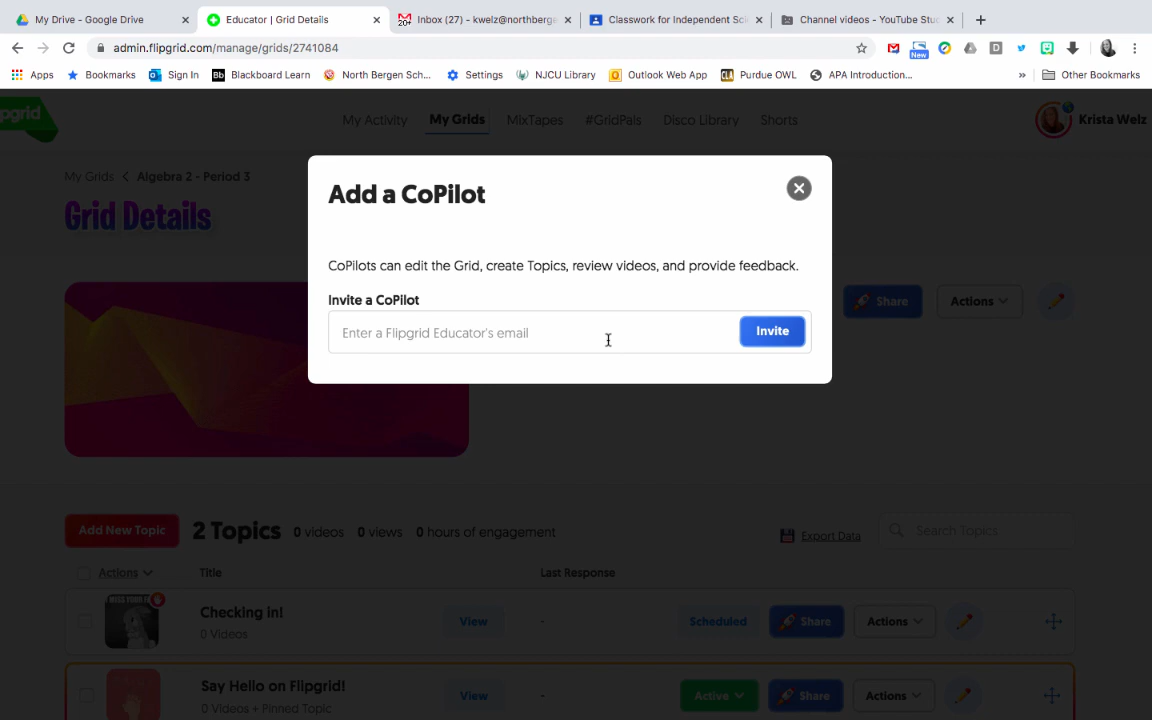 My Drive - Google Drive
Educator | Grid Details
Inbox (27) - kwelz@northberge
Classwork for Independent Sci
Channel videos - YouTube Stud
admin.flipgrid.com/manage/grids/2741084
New
Apps
Bookmarks
Sign In
Bb Blackboard Learn
North Bergen Sch...
Settings
NJCU Library
Outlook Web App
Purdue OWL
APA Introduction...
» Other Bookmarks
pgrid
My Activity
My Grids
MixTapes
#GridPals
Disco Library
Shorts
Krista Welz
My Grids < Algebra 2 - Period 3
Grid Details
Add a CoPilot
CoPilots can edit the Grid, create Topics, review videos, and provide feedback.
Invite a CoPilot
Enter a Flipgrid Educator's email
Invite
Share
Actions
Add New Topic
2 Topics 0 videos 0 views 0 hours of engagement
Export Data
Search Topics
Actions
Title
Last Response
Checking in!
0 Videos
View
-
Scheduled
Share
Actions
Say Hello on Flipgrid!
0 Videos + Pinned Topic
View
-
Active
Share
Actions